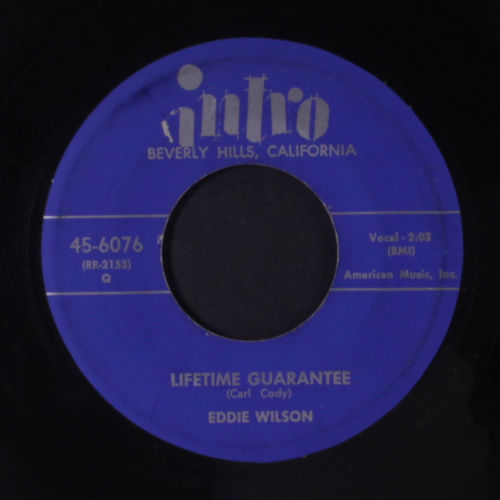 intro
BEVERLY HILLS, CALIFORNIA
45-6076
(RR-2153)
Q
Vocal - 2:03
(BMI)
American Music, Inc.
LIFETIME GUARANTEE
(Carl Cody)
EDDIE WILSON